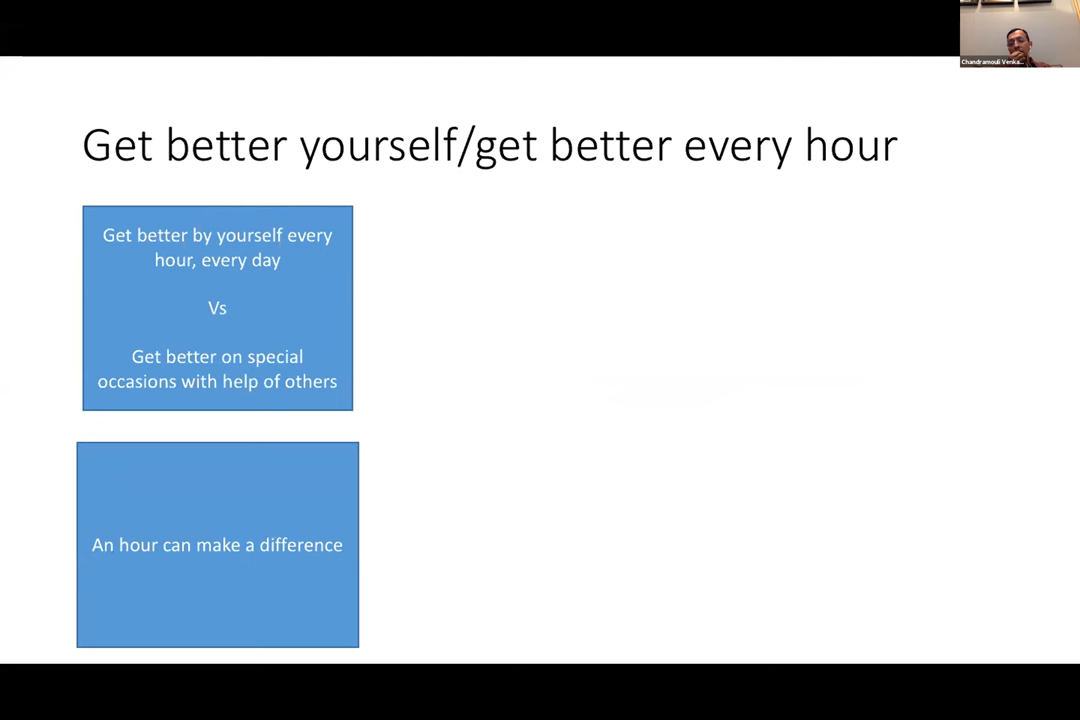 Chandramouli Venka...
Get better yourself/get better every hour
Get better by yourself every
hour, every day
Vs
Get better on special
occasions with help of others
An hour can make a difference